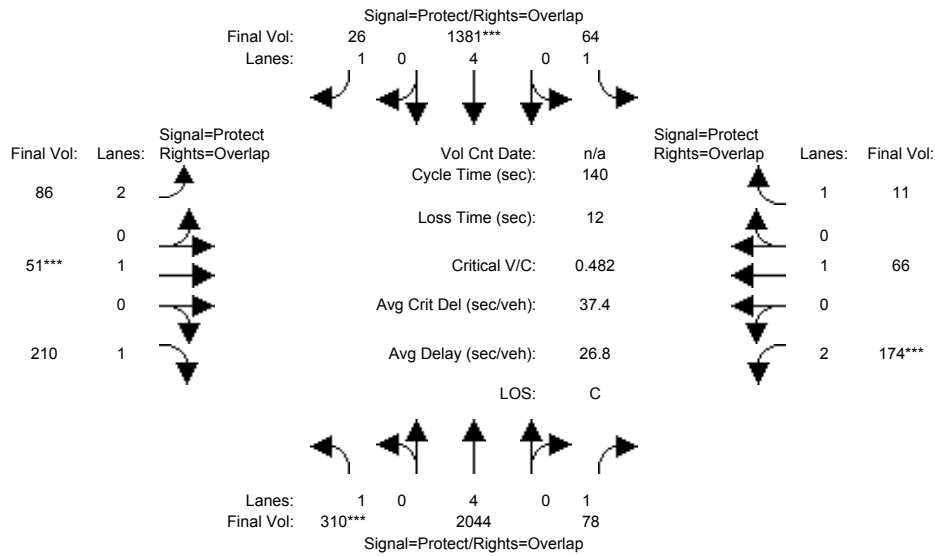 Signal=Protect/Rights=Overlap
Final Vol: 26 1381*** 64
Lanes: 1 0 4 0 1
Signal=Protect Signal=Protect
Final Vol: Lanes: Rights=Overlap Vol Cnt Date: n/a Rights=Overlap Lanes: Final Vol:
Cycle Time (sec): 140
86 2 1 11
Loss Time (sec): 12
0 0
51*** 1 Critical V/C: 0.482 1 66
0 Avg Crit Del (sec/veh): 37.4 0
210 1 Avg Delay (sec/veh): 26.8 2 174***
LOS: C
Lanes: 1 0 4 0 1
Final Vol: 310*** 2044 78
Signal=Protect/Rights=Overlap